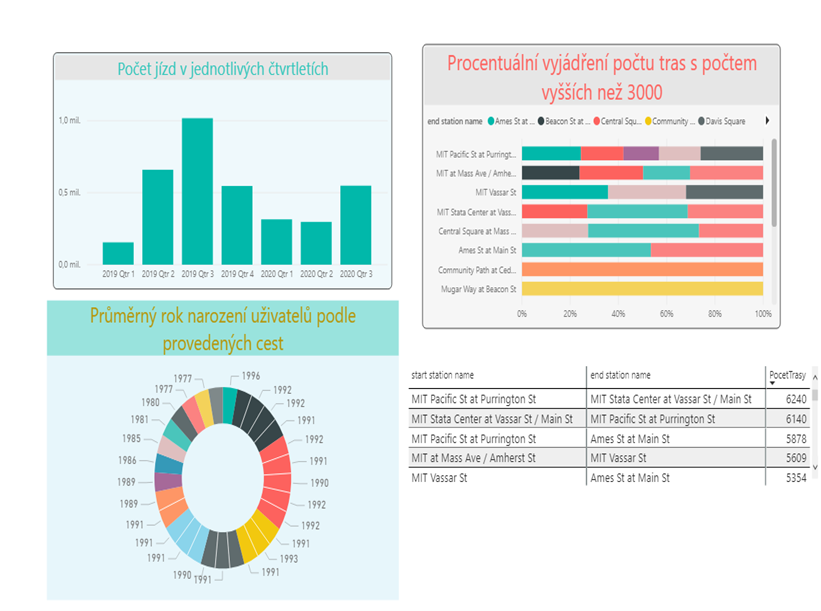 Počet jízd v jednotlivých čtvrtletích
1,0 mil.
0,5 mil.
0,0 mil.
2019 Qtr 1 2019 Qtr 2 2019 Qtr 3 2019 Qtr 4 2020 Qtr 1 2020 Qtr 2 2020 Qtr 3
Procentuální vyjádření počtu tras s počtem
vyšších než 3000
end station name Ames St at ... Beacon St at ... Central Squ... Community ... Davis Square
MIT Pacific St at Purringt...
MIT at Mass Ave / Amhe...
MIT Vassar St
MIT Stata Center at Vass...
Central Square at Mass ...
Ames St at Main St
Community Path at Ced...
Mugar Way at Beacon St
0% 20% 40% 60% 80% 100%
Průměrný rok narození uživatelů podle
provedených cest
1996
1992
1992
1991
1992
1991
1990
1992
1992
1991
1993
1991
1991
1990
1991
1991
1991
1989
1989
1986
1985
1981
1980
1977
1977
start station name end station name PocetTrasy
MIT Pacific St at Purrington St MIT Stata Center at Vassar St / Main St 6240
MIT Stata Center at Vassar St / Main St MIT Pacific St at Purrington St 6140
MIT Pacific St at Purrington St Ames St at Main St 5878
MIT at Mass Ave / Amherst St MIT Vassar St 5609
MIT Vassar St Ames St at Main St 5354